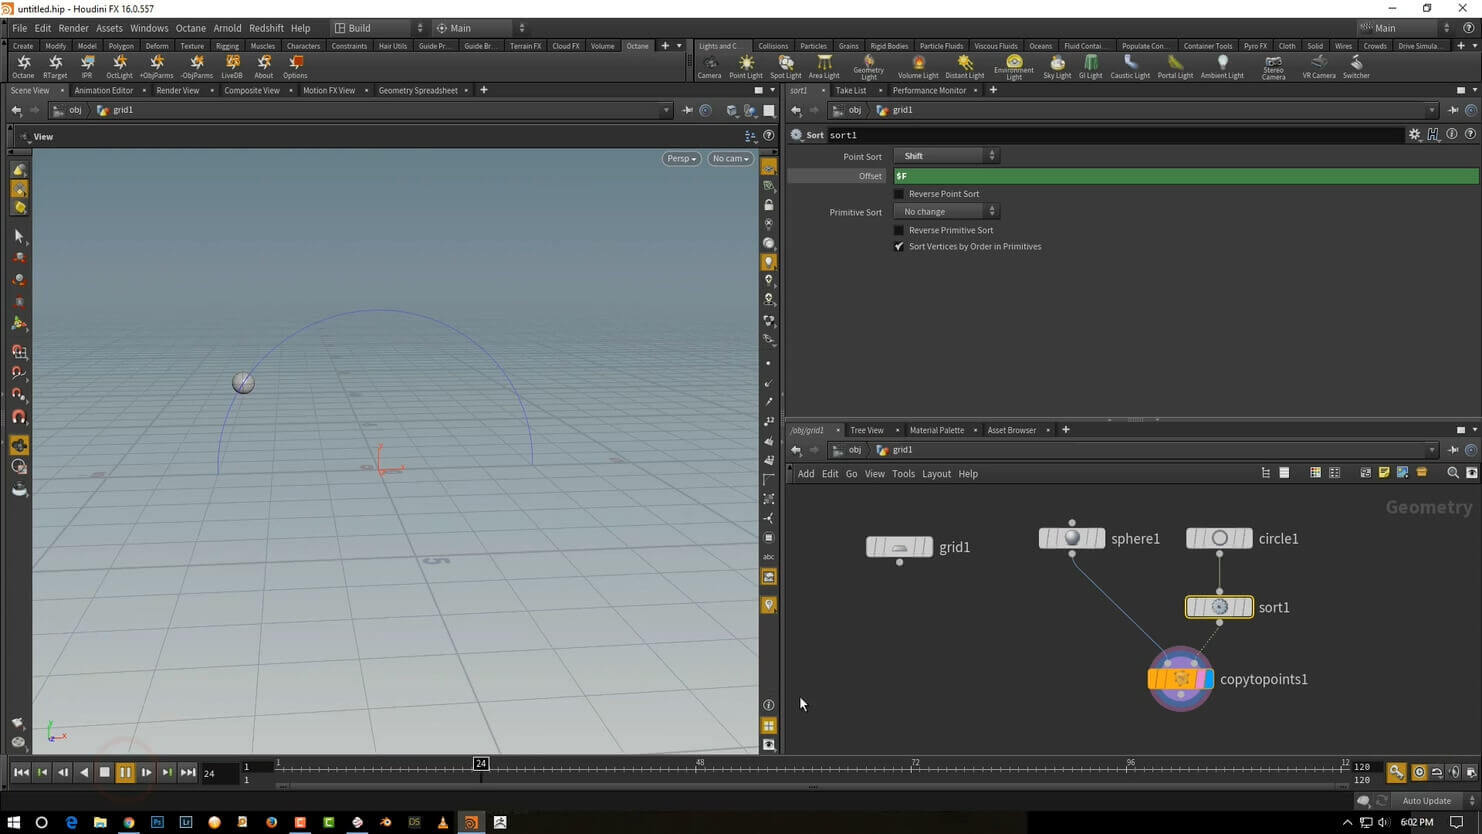 untitled.hip - Houdini FX 16.0.557
File Edit Render Assets Windows Octane Arnold Redshift Help Build Main Main
Create Modify Model Polygon Deform Texture Rigging Muscles Characters Constraints Hair Utils Guide Pr... Guide Br... Terrain FX Cloud FX Volume Octane
Lights and C... Collisions Particles Grains Rigid Bodies Particle Fluids Viscous Fluids Oceans Fluid Contai... Populate Con... Container Tools Pyro FX Cloth Solid Wires Crowds Drive Simula...
Octane RTarget IPR OctLight +ObjParms -ObjParms LiveDB About Options
Camera Point Light Spot Light Area Light Geometry Light Volume Light Distant Light Environment Light Sky Light GI Light Caustic Light Portal Light Ambient Light Stereo Camera VR Camera Switcher
Scene View Animation Editor Render View Composite View Motion FX View Geometry Spreadsheet
sort1 Take List Performance Monitor
obj grid1
obj grid1
View
Sort sort1
Persp No cam
Point Sort Shift
Offset $F
Reverse Point Sort
Primitive Sort No change
Reverse Primitive Sort
Sort Vertices by Order in Primitives
/obj/grid1 Tree View Material Palette Asset Browser
obj grid1
Add Edit Go View Tools Layout Help
Geometry
grid1
sphere1
circle1
sort1
copytopoints1
abc
5
y
x
z
24 1 1 24 48 72 96 12 120
1 120
Auto Update
6:02 PM